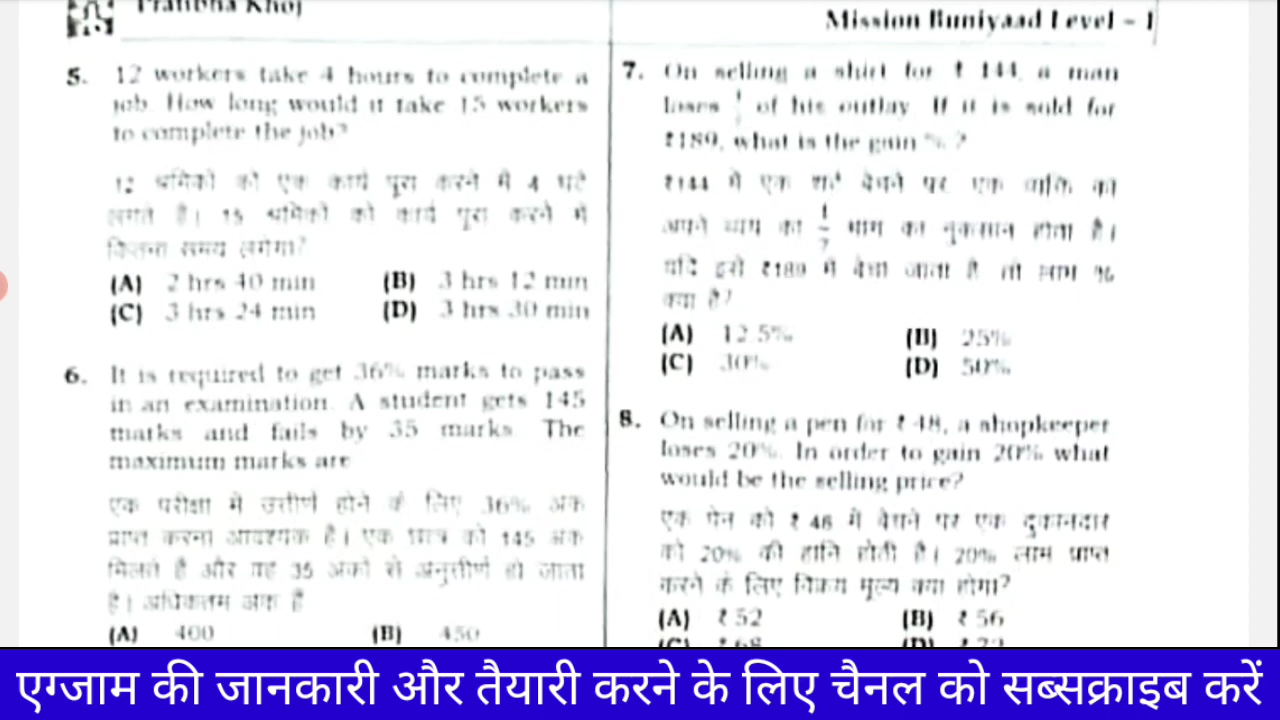 Pratibha Khoj
Mission Buniyaad Level - 1
5. 12 workers take 4 hours to complete a
job. How long would it take 15 workers
to complete the job?
12 श्रमिकों को एक कार्य पूरा करने में 4 घंटे
लगते हैं। 15 श्रमिकों को कार्य पूरा करने में
कितना समय लगेगा?
(A) 2 hrs 40 min (B) 3 hrs 12 min
(C) 3 hrs 24 min (D) 3 hrs 30 min
6. It is required to get 36% marks to pass
in an examination. A student gets 145
marks and fails by 35 marks. The
maximum marks are
एक परीक्षा में उत्तीर्ण होने के लिए 36% अंक
प्राप्त करना आवश्यक है। एक छात्र को 145 अंक
मिलते हैं और वह 35 अंकों से अनुत्तीर्ण हो जाता
है। अधिकतम अंक हैं
(A) 400 (B) 450
7. On selling a shirt for ₹ 144, a man
loses 1/7 of his outlay. If it is sold for
₹189, what is the gain % ?
₹144 में एक शर्ट बेचने पर एक व्यक्ति को
अपने व्यय का 1/7 भाग का नुकसान होता है।
यदि इसे ₹189 में बेचा जाता है तो लाभ %
क्या है?
(A) 12.5% (B) 25%
(C) 30% (D) 50%
8. On selling a pen for ₹ 48, a shopkeeper
loses 20%. In order to gain 20% what
would be the selling price?
एक पेन को ₹ 48 में बेचने पर एक दुकानदार
को 20% की हानि होती है। 20% लाभ प्राप्त
करने के लिए विक्रय मूल्य क्या होगा?
(A) ₹ 52 (B) ₹ 56
(C) ₹ 68 (D) ₹ 72
एग्जाम की जानकारी और तैयारी करने के लिए चैनल को सब्सक्राइब करें